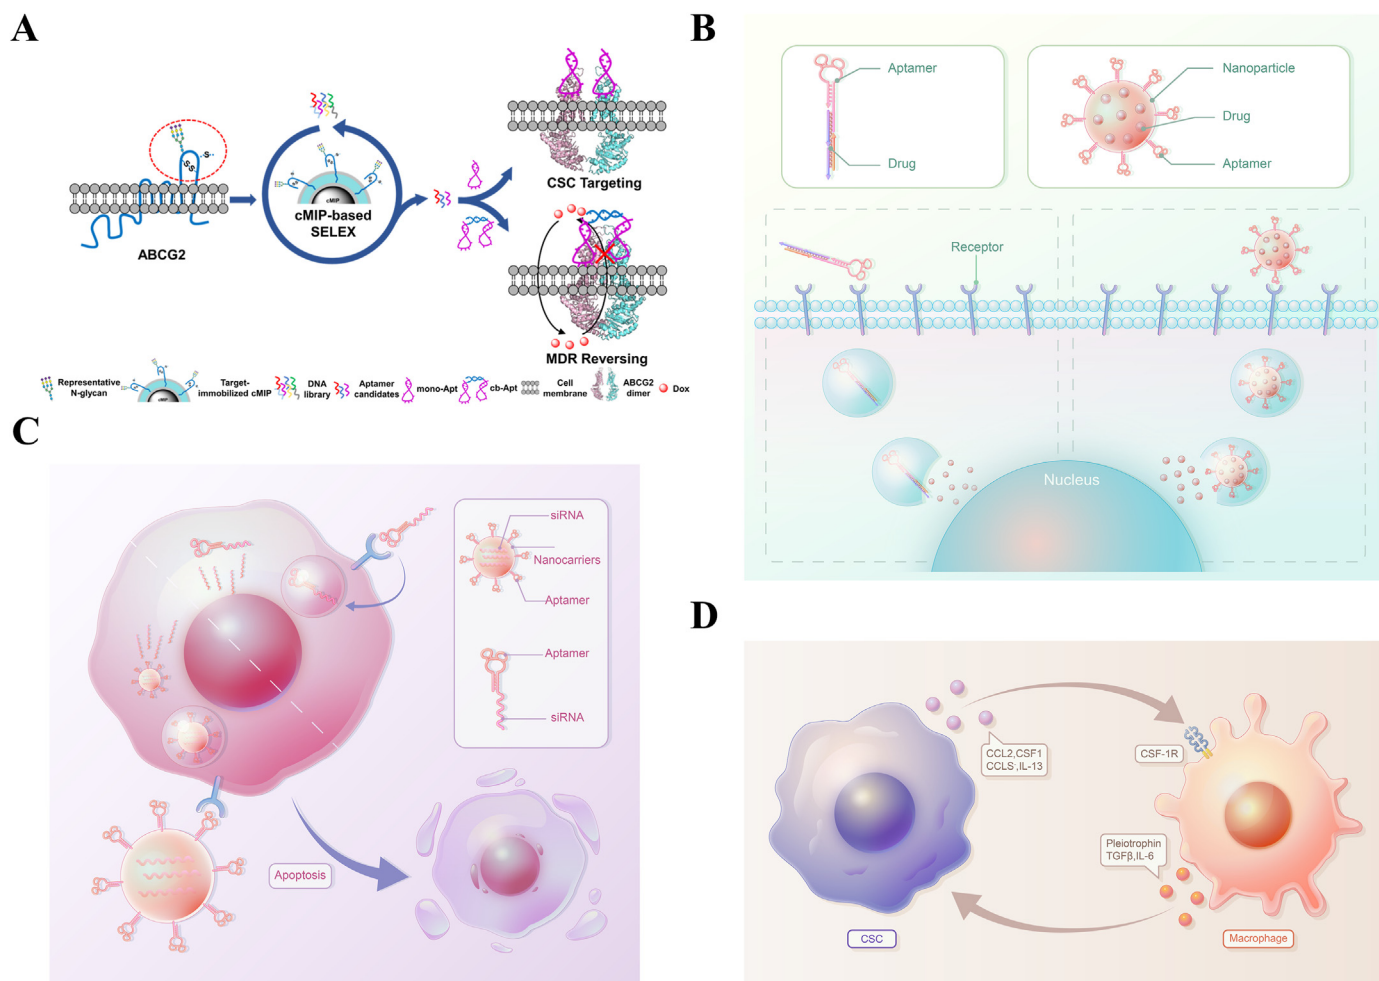 A
CSC Targeting
-S-
S
S
cMIP
cMIP-based
SELEX
ABCG2
MDR Reversing
Representative
N-glycan
cMIP
Target-
immobilized cMIP
DNA
library
Aptamer
candidates
mono-Apt
cb-Apt
Cell
membrane
ABCG2
dimer
Dox
B
Aptamer
Drug
Nanoparticle
Drug
Aptamer
Receptor
Nucleus
C
siRNA
Nanocarriers
Aptamer
Aptamer
siRNA
Apoptosis
D
CCL2,CSF1
CCLS,IL-13
CSF-1R
Pleiotrophin
TGFβ,IL-6
CSC
Macrophage